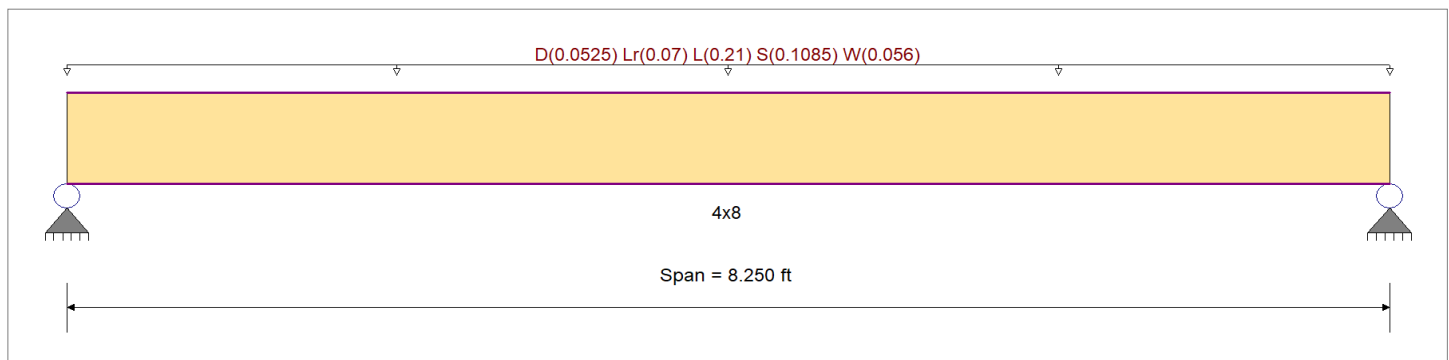 D(0.0525) Lr(0.07) L(0.21) S(0.1085) W(0.056)
4x8
Span = 8.250 ft